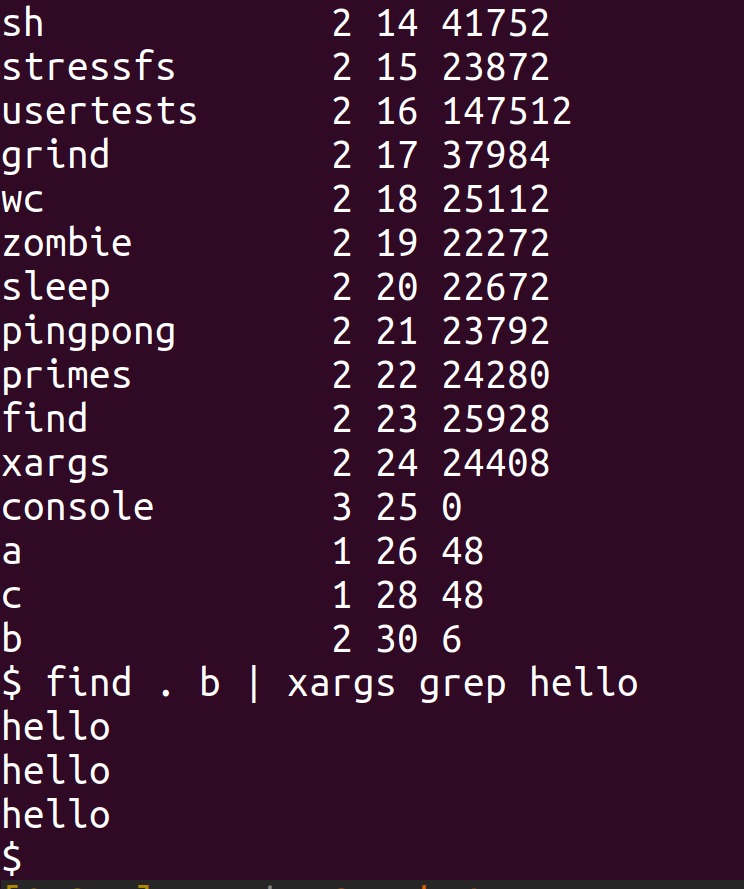 sh 2 14 41752
stressfs 2 15 23872
usertests 2 16 147512
grind 2 17 37984
wc 2 18 25112
zombie 2 19 22272
sleep 2 20 22672
pingpong 2 21 23792
primes 2 22 24280
find 2 23 25928
xargs 2 24 24408
console 3 25 0
a 1 26 48
c 1 28 48
b 2 30 6
$ find . b | xargs grep hello
hello
hello
hello
$